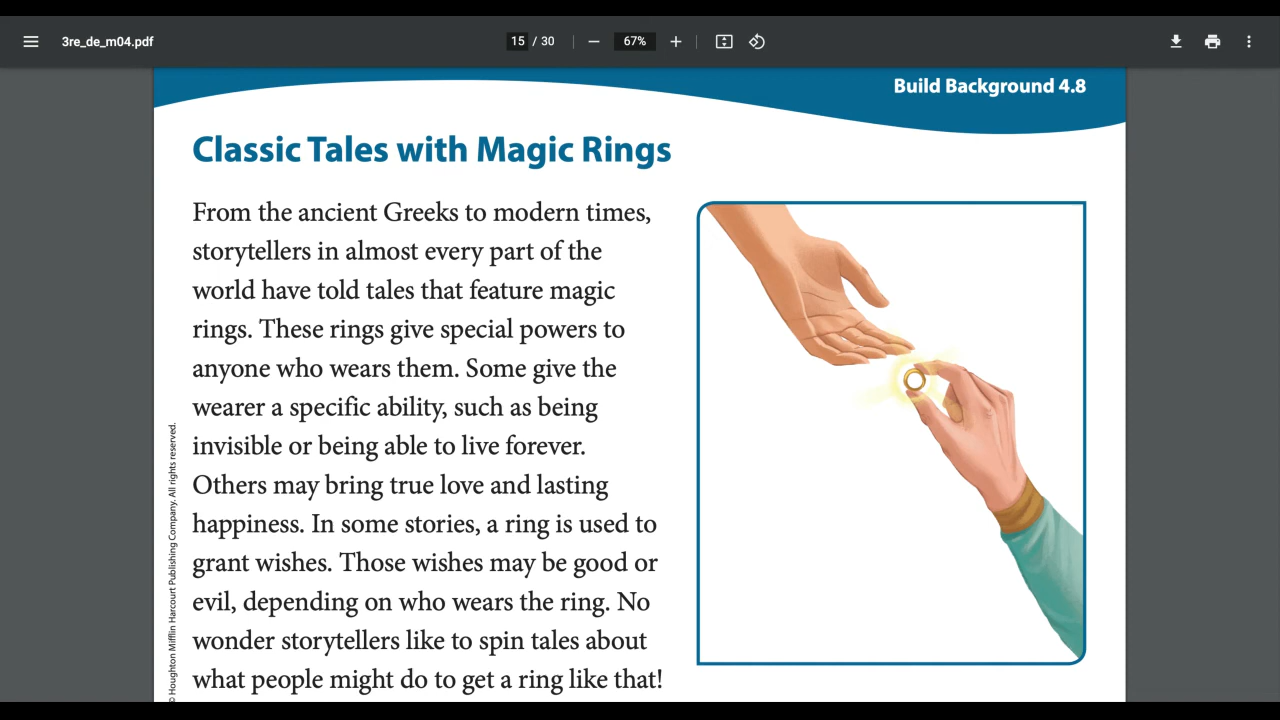 3re_de_m04.pdf
15 / 30
67%
Build Background 4.8
Classic Tales with Magic Rings
From the ancient Greeks to modern times,
storytellers in almost every part of the
world have told tales that feature magic
rings. These rings give special powers to
anyone who wears them. Some give the
wearer a specific ability, such as being
invisible or being able to live forever.
Others may bring true love and lasting
happiness. In some stories, a ring is used to
grant wishes. Those wishes may be good or
evil, depending on who wears the ring. No
wonder storytellers like to spin tales about
what people might do to get a ring like that!
© Houghton Mifflin Harcourt Publishing Company. All rights reserved.